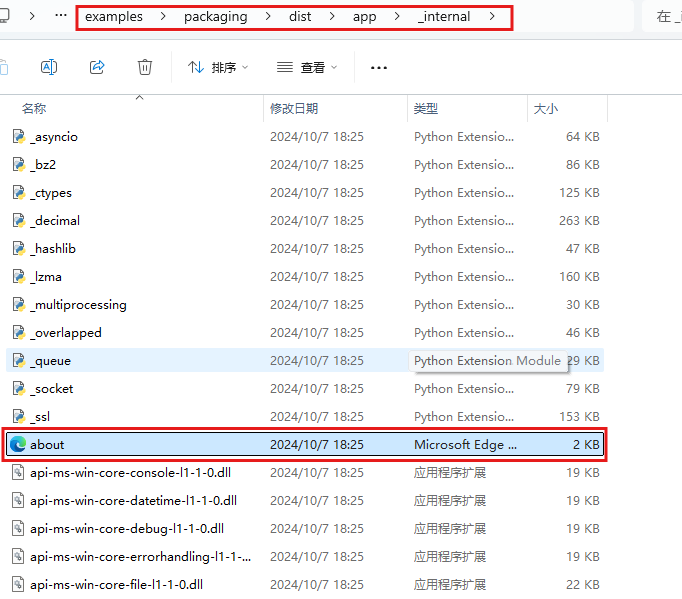 … examples > packaging > dist > app > _internal > 在 _i
排序 查看 …
名称 修改日期 类型 大小
_asyncio 2024/10/7 18:25 Python Extensio... 64 KB
_bz2 2024/10/7 18:25 Python Extensio... 86 KB
_ctypes 2024/10/7 18:25 Python Extensio... 125 KB
_decimal 2024/10/7 18:25 Python Extensio... 263 KB
_hashlib 2024/10/7 18:25 Python Extensio... 47 KB
_lzma 2024/10/7 18:25 Python Extensio... 160 KB
_multiprocessing 2024/10/7 18:25 Python Extensio... 30 KB
_overlapped 2024/10/7 18:25 Python Extensio... 46 KB
_queue 2024/10/7 18:25 Python Extension Module 29 KB
_socket 2024/10/7 18:25 Python Extensio... 79 KB
_ssl 2024/10/7 18:25 Python Extensio... 153 KB
about 2024/10/7 18:25 Microsoft Edge ... 2 KB
api-ms-win-core-console-l1-1-0.dll 2024/10/7 18:25 应用程序扩展 19 KB
api-ms-win-core-datetime-l1-1-0.dll 2024/10/7 18:25 应用程序扩展 19 KB
api-ms-win-core-debug-l1-1-0.dll 2024/10/7 18:25 应用程序扩展 19 KB
api-ms-win-core-errorhandling-l1-1-... 2024/10/7 18:25 应用程序扩展 19 KB
api-ms-win-core-file-l1-1-0.dll 2024/10/7 18:25 应用程序扩展 22 KB